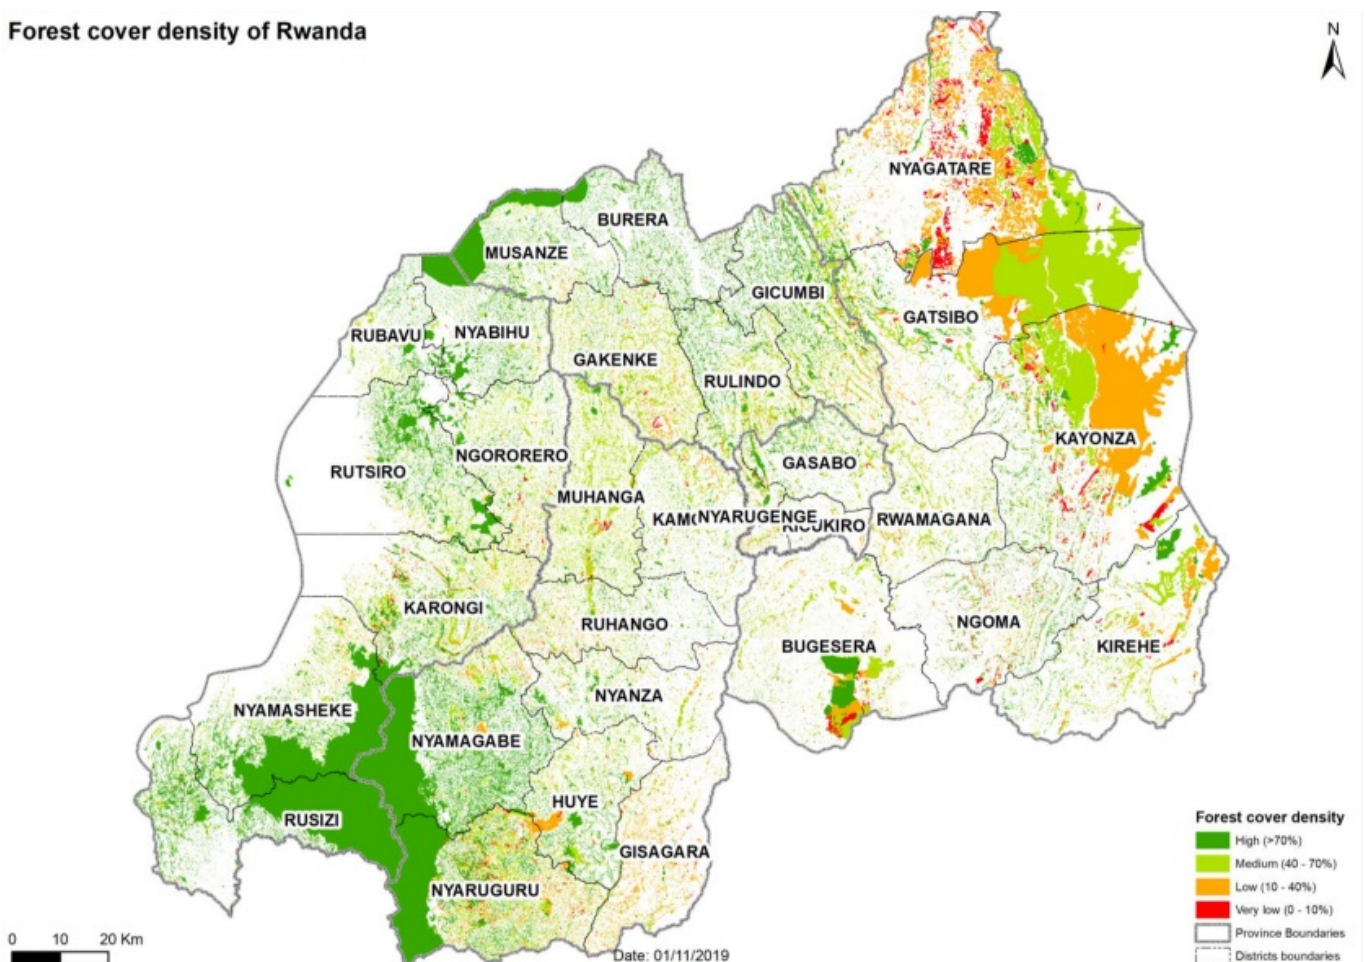 Forest cover density of Rwanda
N
NYAGATARE
BURERA
MUSANZE
GICUMBI
GATSIBO
RUBAVU
NYABIHU
GAKENKE
RULINDO
KAYONZA
RUTSIRO
NGORORERO
GASABO
MUHANGA
NYARUGENGE
RWAMAGANA
KARONGI
RUHANGO
NGOMA
BUGESERA
KIREHE
NYANZA
NYAMASHEKE
NYAMAGABE
HUYE
RUSIZI
GISAGARA
NYARUGURU
Forest cover density
High (>70%)
Medium (40 - 70%)
Low (10 - 40%)
Very low (0 - 10%)
Province Boundaries
Districts boundaries
0 10 20 Km
Date: 01/11/2019